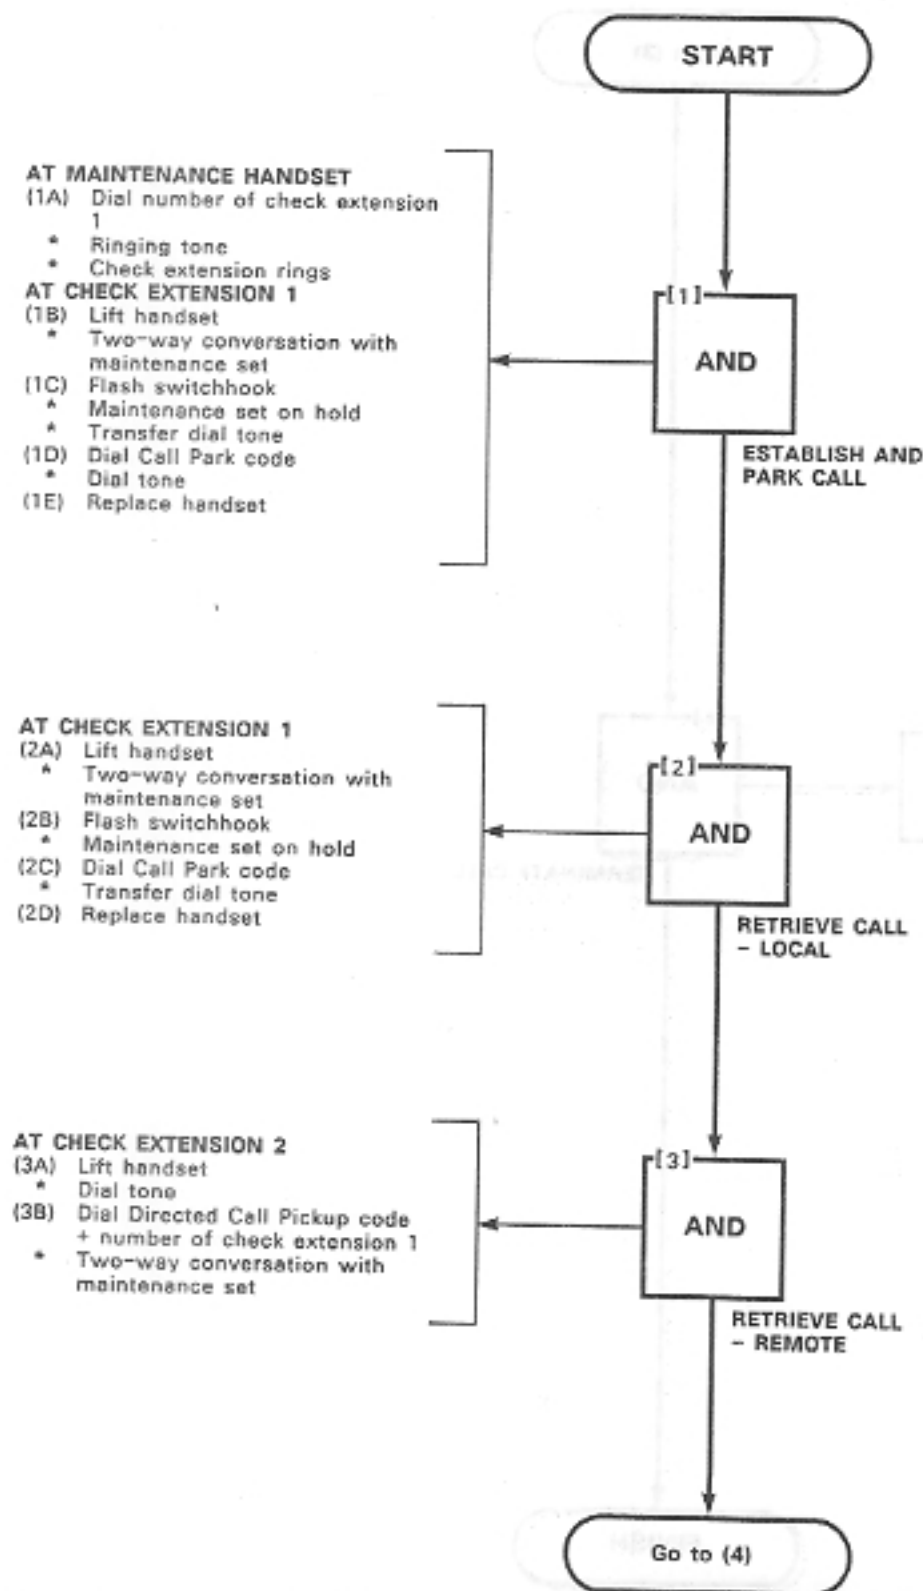 START
AT MAINTENANCE HANDSET
(1A) Dial number of check extension
1
* Ringing tone
* Check extension rings
AT CHECK EXTENSION 1
(1B) Lift handset
* Two-way conversation with
maintenance set
(1C) Flash switchhook
* Maintenance set on hold
* Transfer dial tone
(1D) Dial Call Park code
* Dial tone
(1E) Replace handset
[1]
AND
ESTABLISH AND
PARK CALL
AT CHECK EXTENSION 1
(2A) Lift handset
* Two-way conversation with
maintenance set
(2B) Flash switchhook
* Maintenance set on hold
(2C) Dial Call Park code
* Transfer dial tone
(2D) Replace handset
[2]
AND
RETRIEVE CALL
- LOCAL
AT CHECK EXTENSION 2
(3A) Lift handset
* Dial tone
(3B) Dial Directed Call Pickup code
+ number of check extension 1
* Two-way conversation with
maintenance set
[3]
AND
RETRIEVE CALL
- REMOTE
Go to (4)